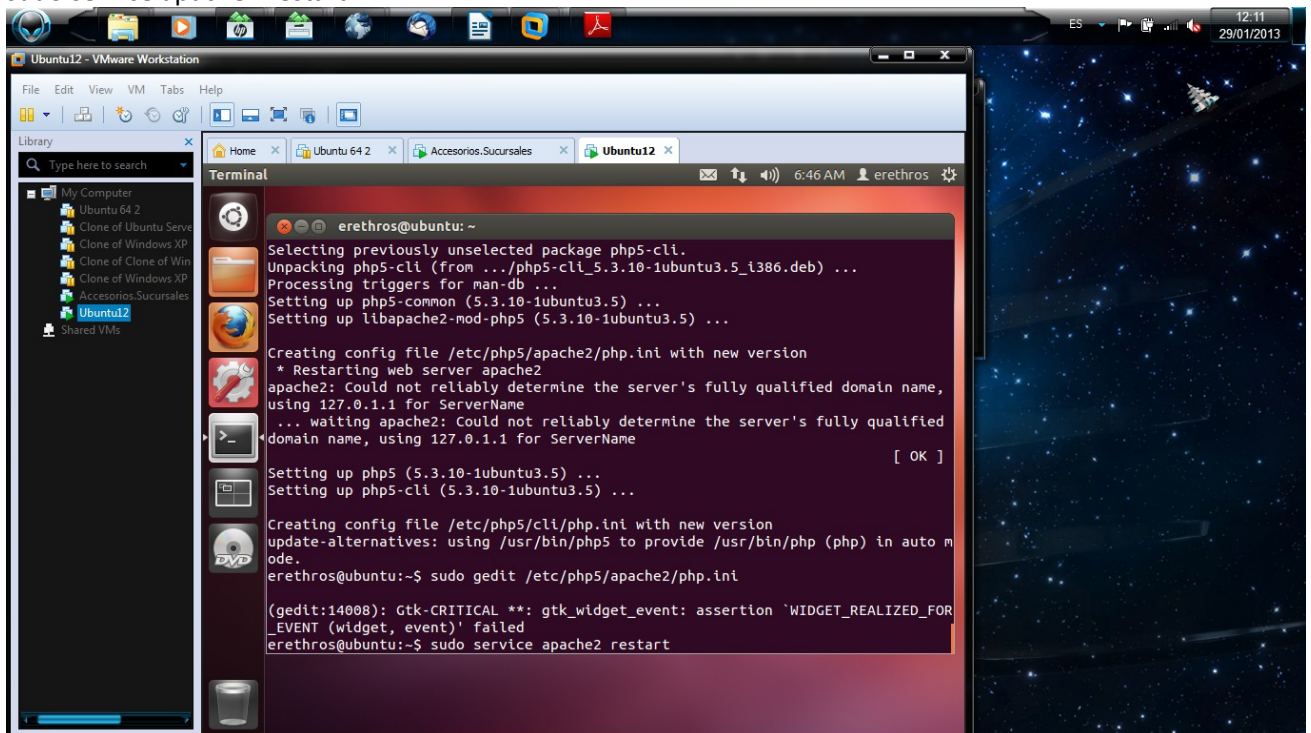 ES
12:11
29/01/2013
Ubuntu12 - VMware Workstation
File Edit View VM Tabs Help
Library
Type here to search
My Computer
Ubuntu 64 2
Clone of Ubuntu Serve
Clone of Windows XP
Clone of Clone of Win
Clone of Windows XP
Accesorios.Sucursales
Ubuntu12
Shared VMs
Home
Ubuntu 64 2
Accesorios.Sucursales
Ubuntu12
Terminal
6:46 AM
erethros
erethros@ubuntu: ~
Selecting previously unselected package php5-cli.
Unpacking php5-cli (from .../php5-cli_5.3.10-1ubuntu3.5_i386.deb) ...
Processing triggers for man-db ...
Setting up php5-common (5.3.10-1ubuntu3.5) ...
Setting up libapache2-mod-php5 (5.3.10-1ubuntu3.5) ...
Creating config file /etc/php5/apache2/php.ini with new version
* Restarting web server apache2
apache2: Could not reliably determine the server's fully qualified domain name,
using 127.0.1.1 for ServerName
... waiting apache2: Could not reliably determine the server's fully qualified
domain name, using 127.0.1.1 for ServerName
[ OK ]
Setting up php5 (5.3.10-1ubuntu3.5) ...
Setting up php5-cli (5.3.10-1ubuntu3.5) ...
Creating config file /etc/php5/cli/php.ini with new version
update-alternatives: using /usr/bin/php5 to provide /usr/bin/php (php) in auto m
ode.
erethros@ubuntu:~$ sudo gedit /etc/php5/apache2/php.ini
(gedit:14008): Gtk-CRITICAL **: gtk_widget_event: assertion `WIDGET_REALIZED_FOR
_EVENT (widget, event)' failed
erethros@ubuntu:~$ sudo service apache2 restart
DVD